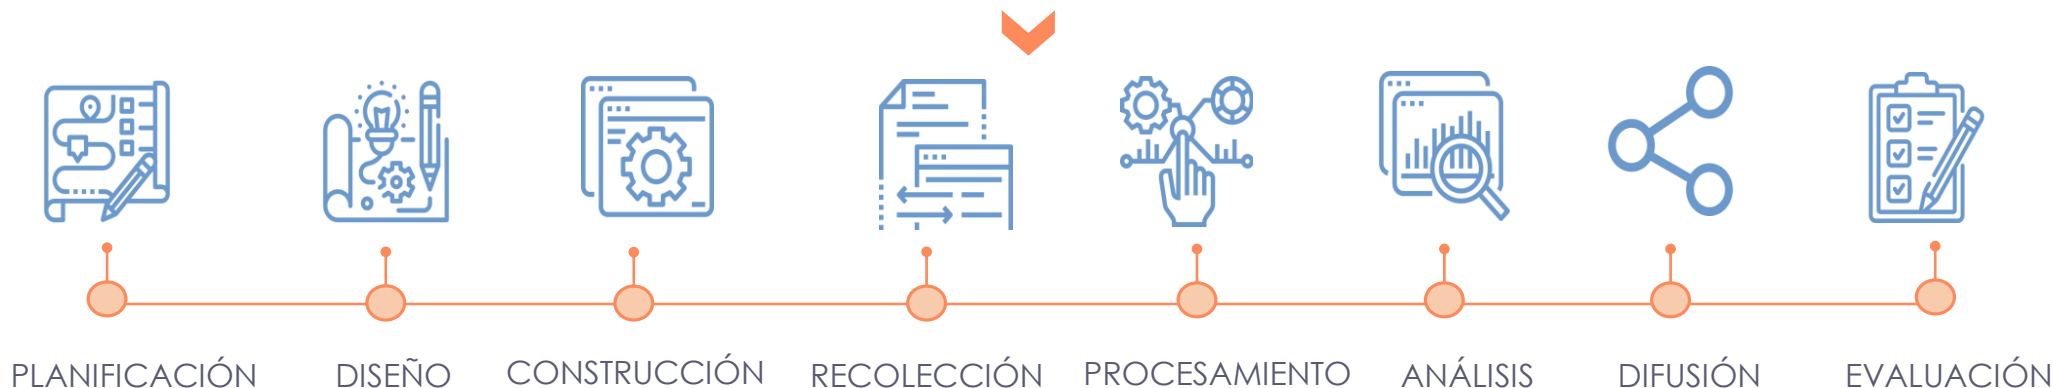 PLANIFICACIÓN
DISEÑO
CONSTRUCCIÓN
RECOLECCIÓN
PROCESAMIENTO
ANÁLISIS
DIFUSIÓN
EVALUACIÓN